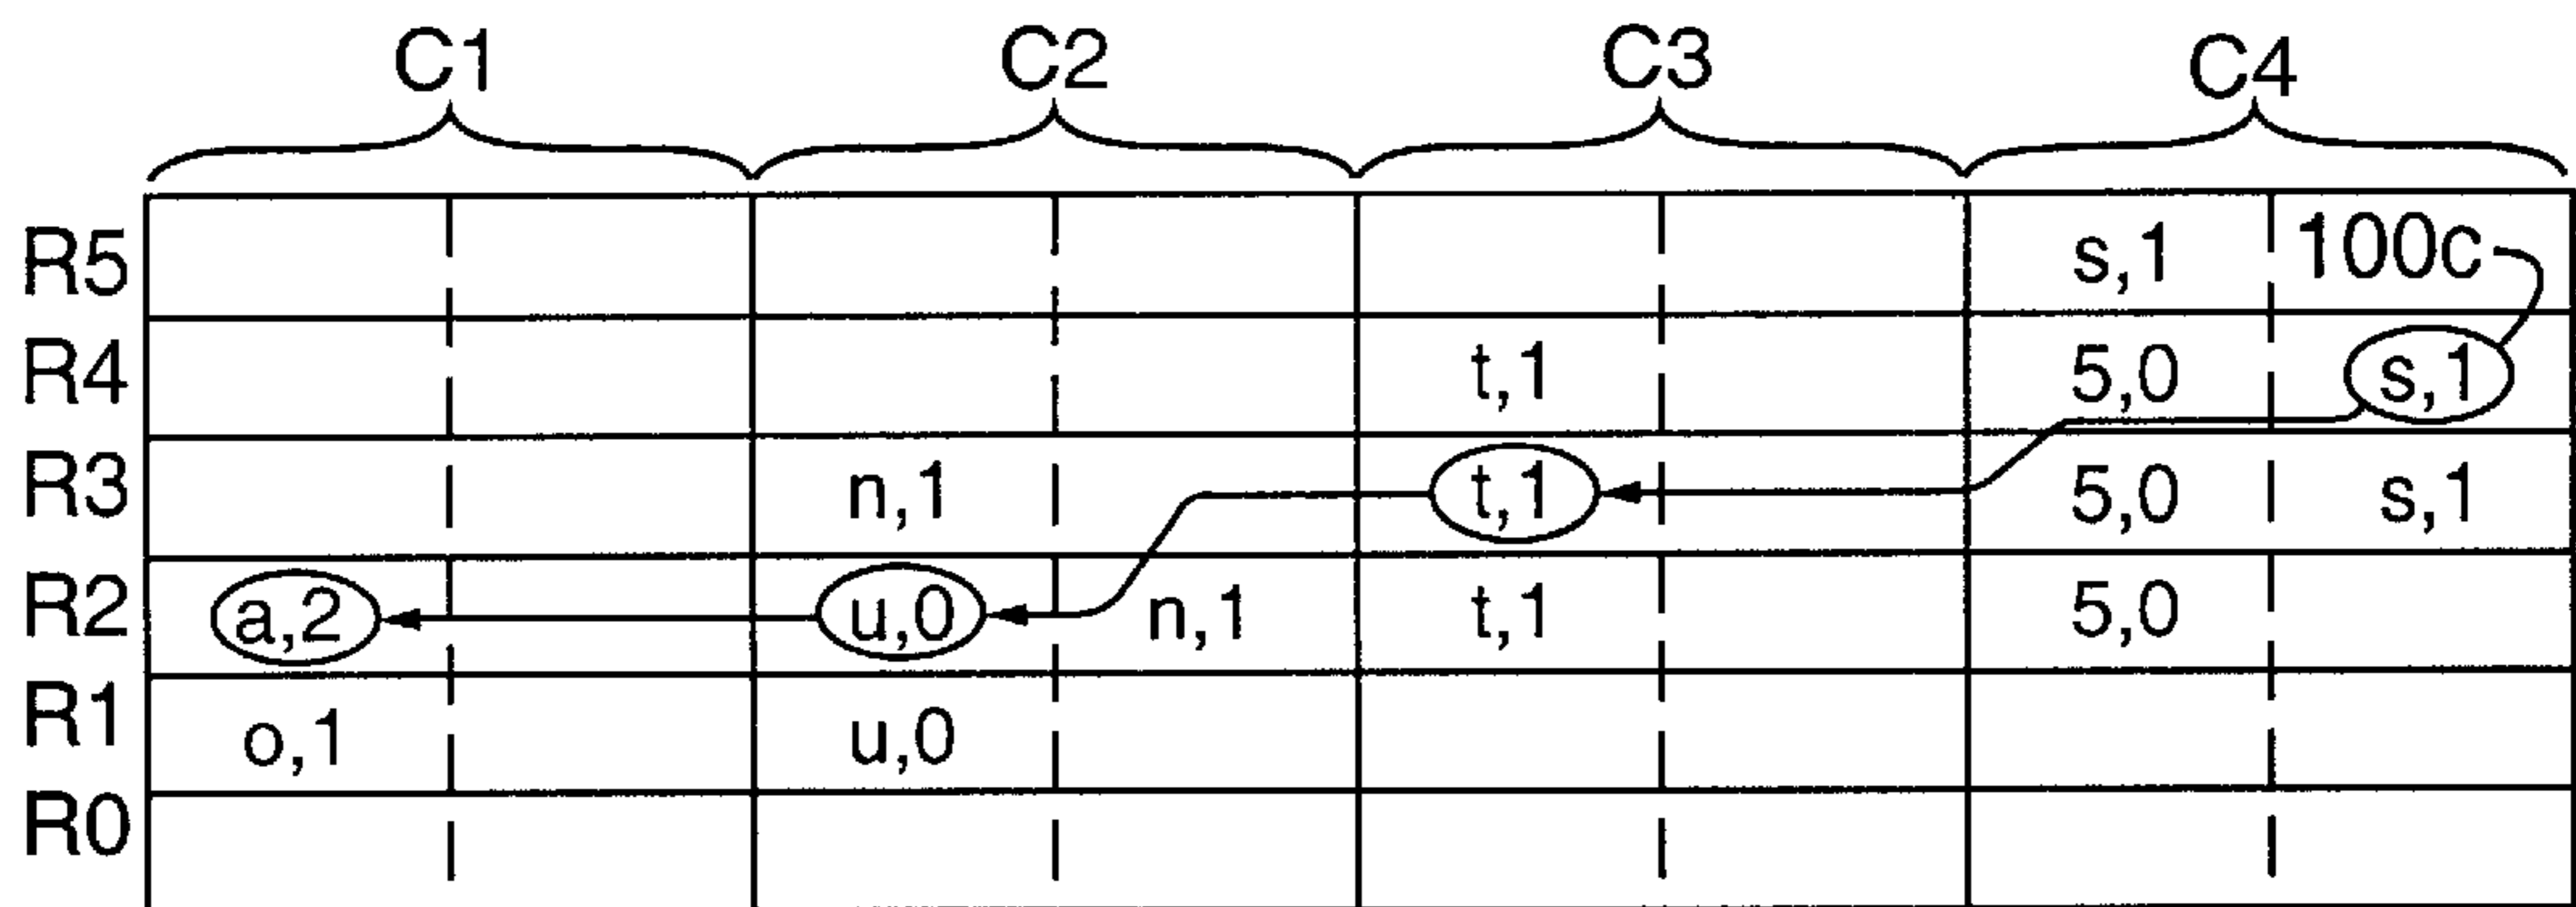 C1 C2 C3 C4
R5 s,1 100c
R4 t,1 5,0 s,1
R3 n,1 t,1 5,0 s,1
R2 a,2 u,0 n,1 t,1 5,0
R1 o,1 u,0
R0